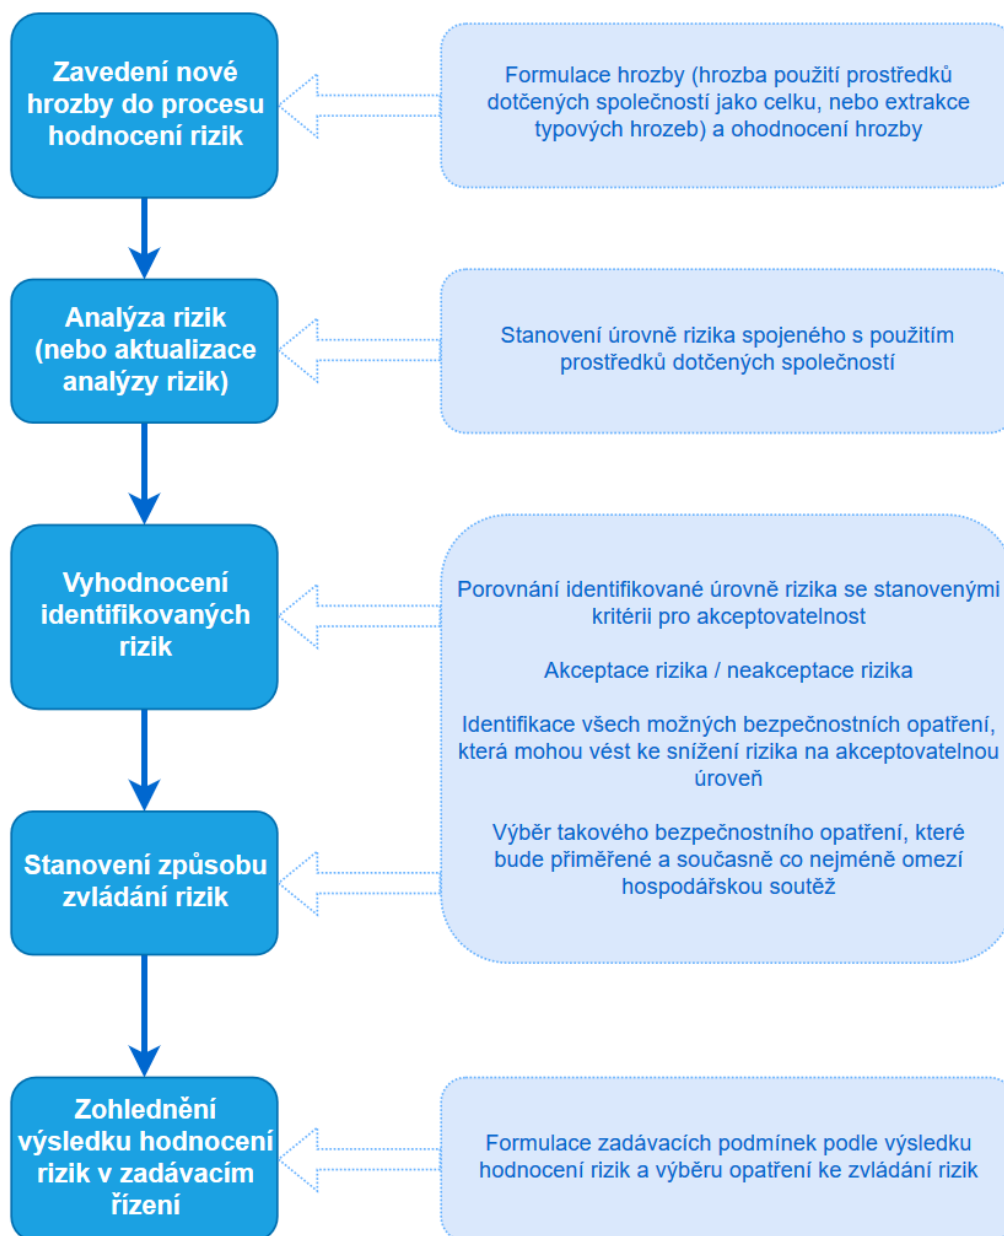 Zavedení nové
hrozby do procesu
hodnocení rizik
Formulace hrozby (hrozba použití prostředků
dotčených společností jako celku, nebo extrakce
typových hrozeb) a ohodnocení hrozby
Analýza rizik
(nebo aktualizace
analýzy rizik)
Stanovení úrovně rizika spojeného s použitím
prostředků dotčených společností
Vyhodnocení
identifikovaných
rizik
Porovnání identifikované úrovně rizika se stanovenými
kritérii pro akceptovatelnost
Akceptace rizika / neakceptace rizika
Identifikace všech možných bezpečnostních opatření,
která mohou vést ke snížení rizika na akceptovatelnou
úroveň
Výběr takového bezpečnostního opatření, které
bude přiměřené a současně co nejméně omezí
hospodářskou soutěž
Stanovení způsobu
zvládání rizik
Zohlednění
výsledku hodnocení
rizik v zadávacím
řízení
Formulace zadávacích podmínek podle výsledku
hodnocení rizik a výběru opatření ke zvládání rizik